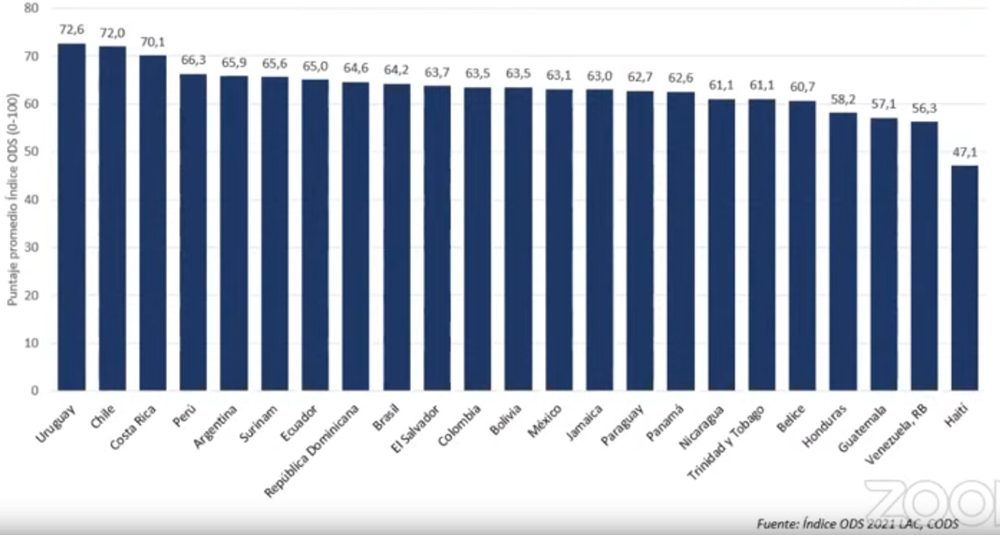 Puntaje promedio Índice ODS (0-100)
80
70
60
50
40
30
20
10
0
72,6
72,0
70,1
66,3
65,9
65,6
65,0
64,6
64,2
63,7
63,5
63,5
63,1
63,0
62,7
62,6
61,1
61,1
60,7
58,2
57,1
56,3
47,1
Uruguay
Chile
Costa Rica
Perú
Argentina
Surinam
Ecuador
República Dominicana
Brasil
El Salvador
Colombia
Bolivia
México
Jamaica
Paraguay
Panamá
Nicaragua
Trinidad y Tobago
Belice
Honduras
Guatemala
Venezuela, RB
Haití
Fuente: Índice ODS 2021 LAC, CODS